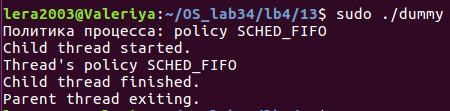 lera2003@Valeriya:~/OS_lab34/lb4/13$ sudo ./dummy
Политика процесса: policy SCHED_FIFO
Child thread started.
Thread's policy SCHED_FIFO
Child thread finished.
Parent thread exiting.